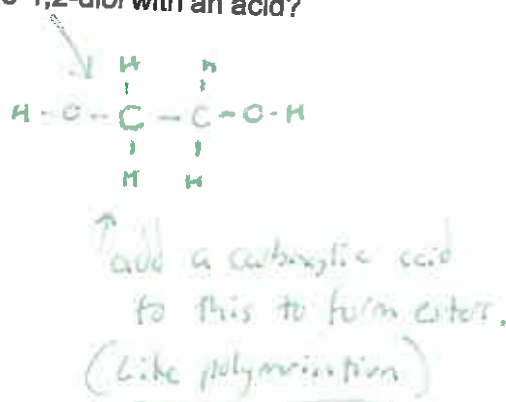 1,2-diol with an acid?
H H
H - O - C - C - O - H
H H
add a carboxylic acid
to this to form ester.
(Like polymerisation)